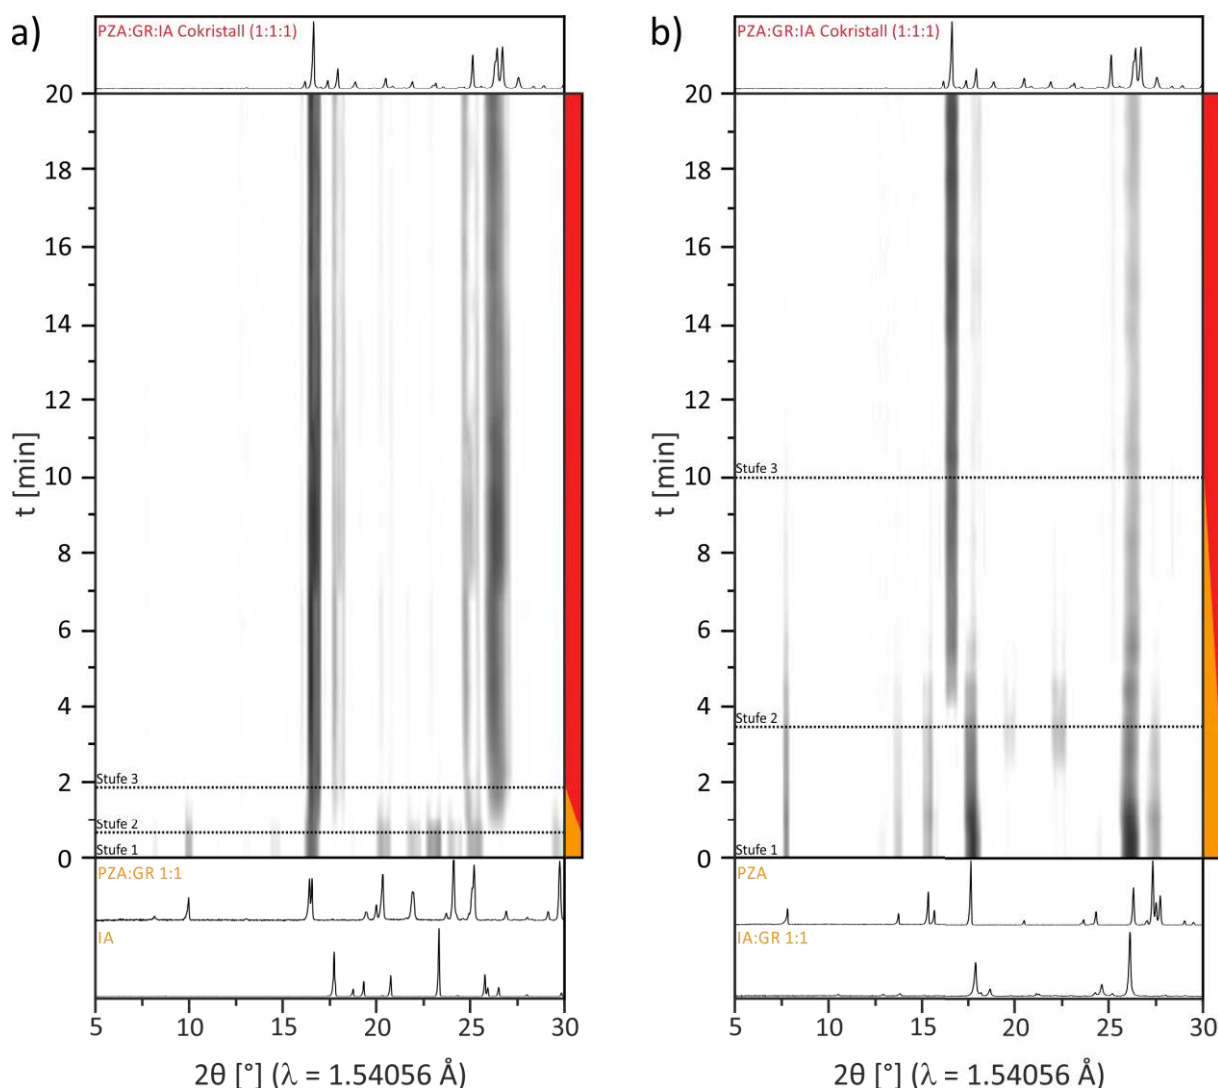 a)
PZA:GR:IA Cokristall (1:1:1)
20
18
16
14
12
10
8
6
4
2
0
t [min]
Stufe 3
Stufe 2
Stufe 1
PZA:GR 1:1
IA
5
10
15
20
25
30
2θ [°] (λ = 1.54056 Å)
b)
PZA:GR:IA Cokristall (1:1:1)
20
18
16
14
12
10
8
6
4
2
0
t [min]
Stufe 3
Stufe 2
Stufe 1
PZA
IA:GR 1:1
5
10
15
20
25
30
2θ [°] (λ = 1.54056 Å)